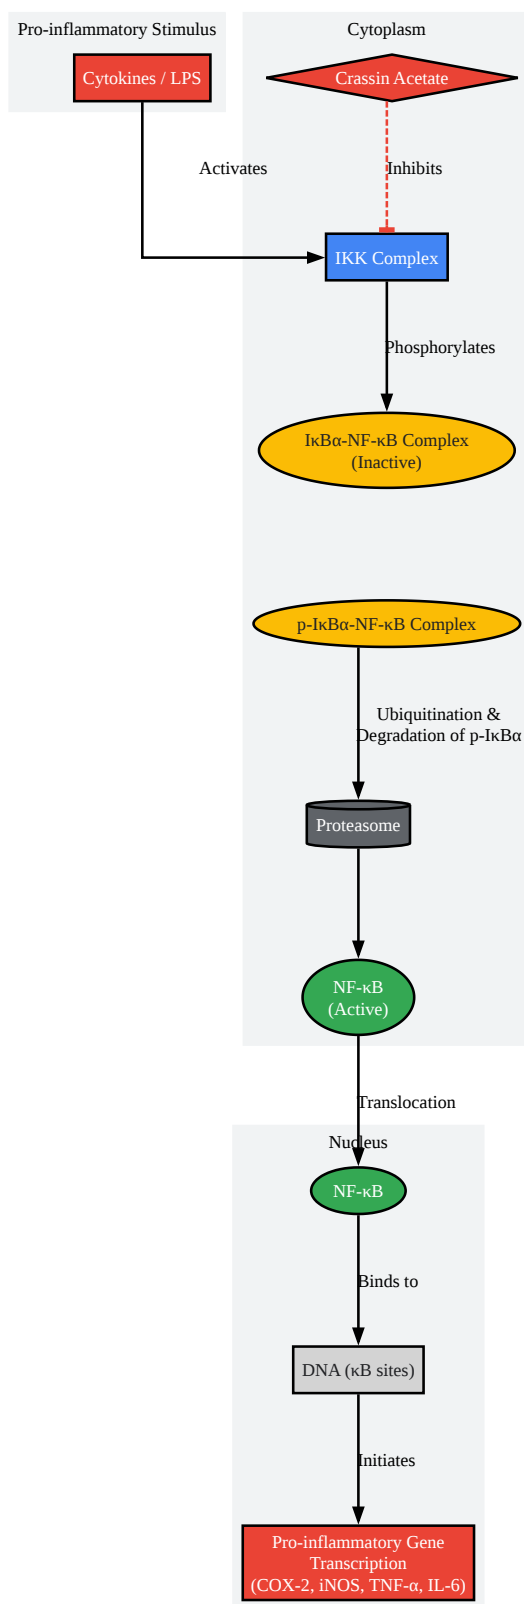 Pro-inflammatory Stimulus
Cytoplasm
Cytokines / LPS
Crassin Acetate
Activates
Inhibits
IKK Complex
Phosphorylates
IκBα-NF-κB Complex
(Inactive)
p-IκBα-NF-κB Complex
Ubiquitination &
Degradation of p-IκBα
Proteasome
NF-κB
(Active)
Translocation
Nucleus
NF-κB
Binds to
DNA (κB sites)
Initiates
Pro-inflammatory Gene
Transcription
(COX-2, iNOS, TNF-α, IL-6)